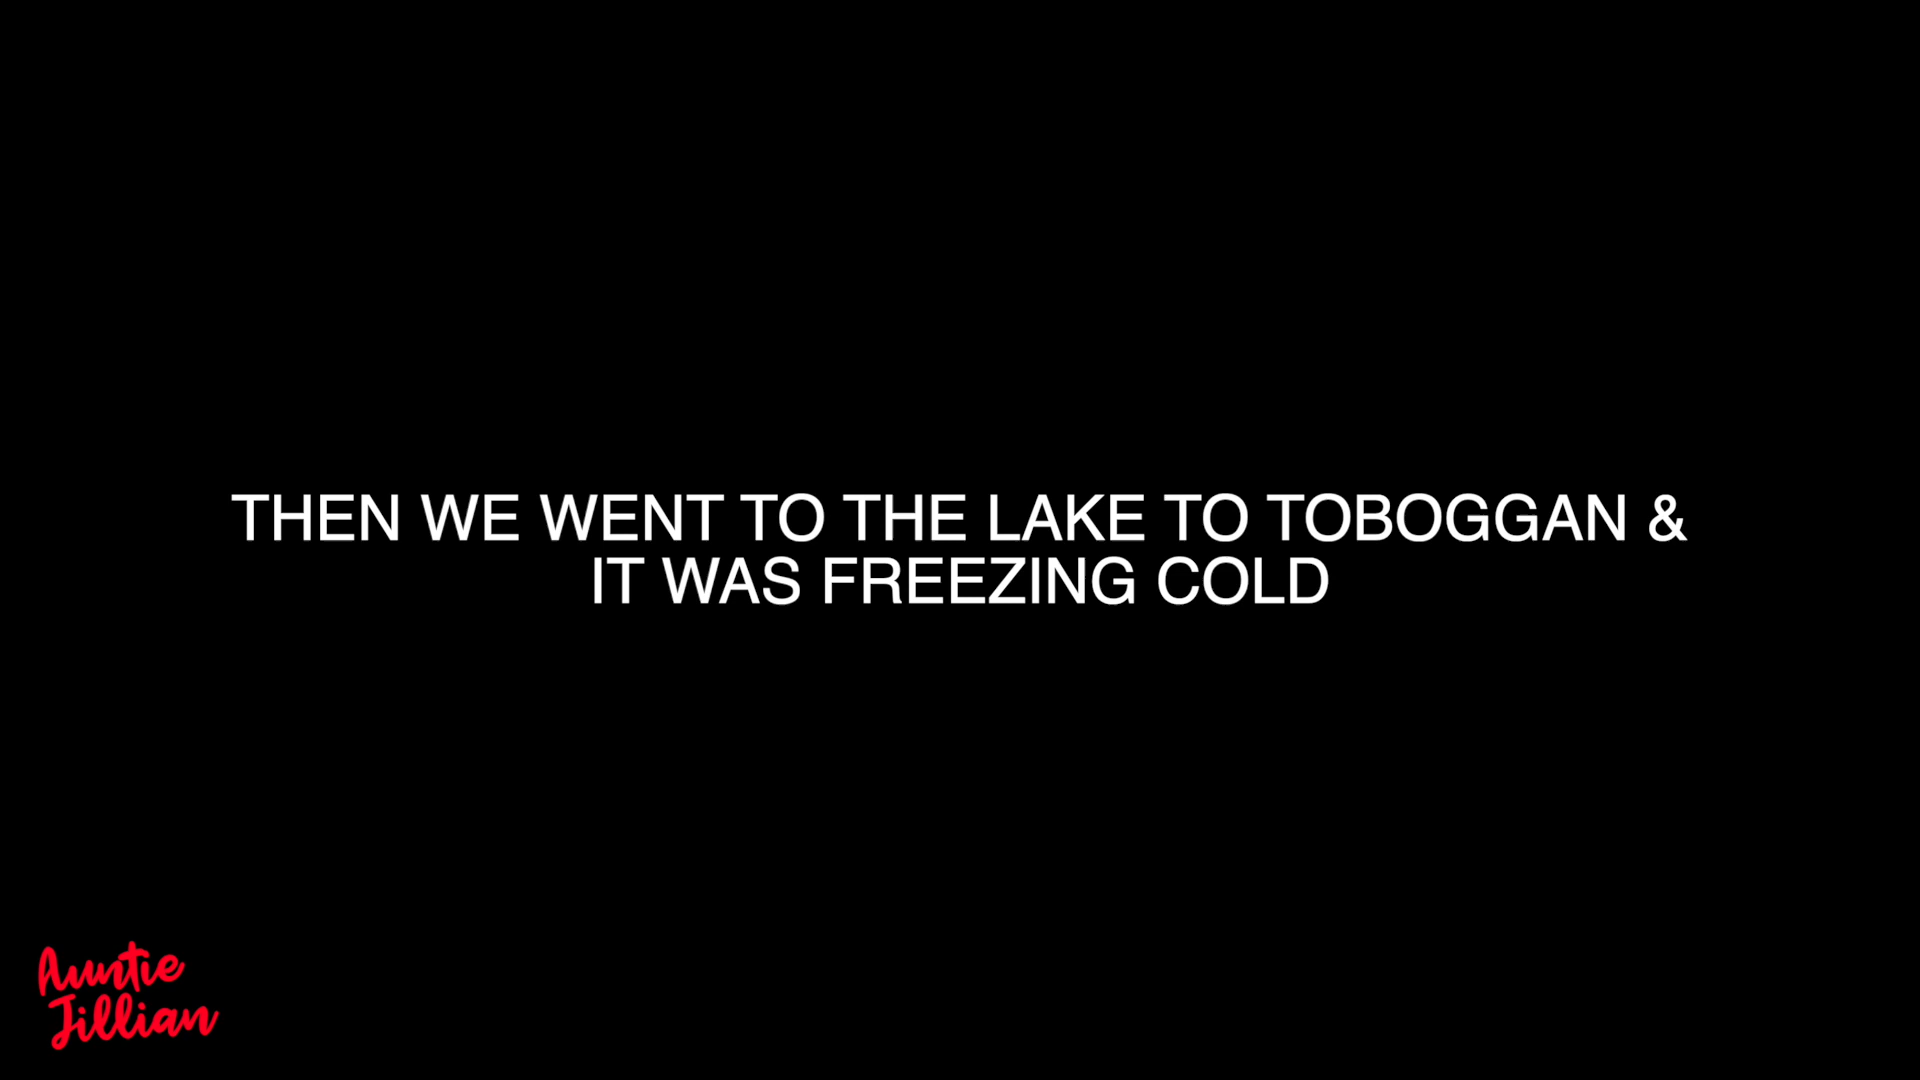 THEN WE WENT TO THE LAKE TO TOBOGGAN &
IT WAS FREEZING COLD
Auntie
Jillian